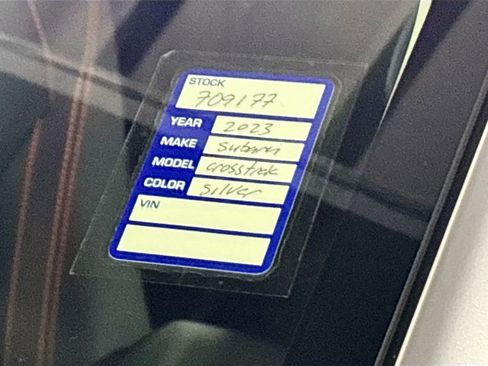 STOCK
709177
YEAR 2023
MAKE subaru
MODEL crosstrek
COLOR silver
VIN